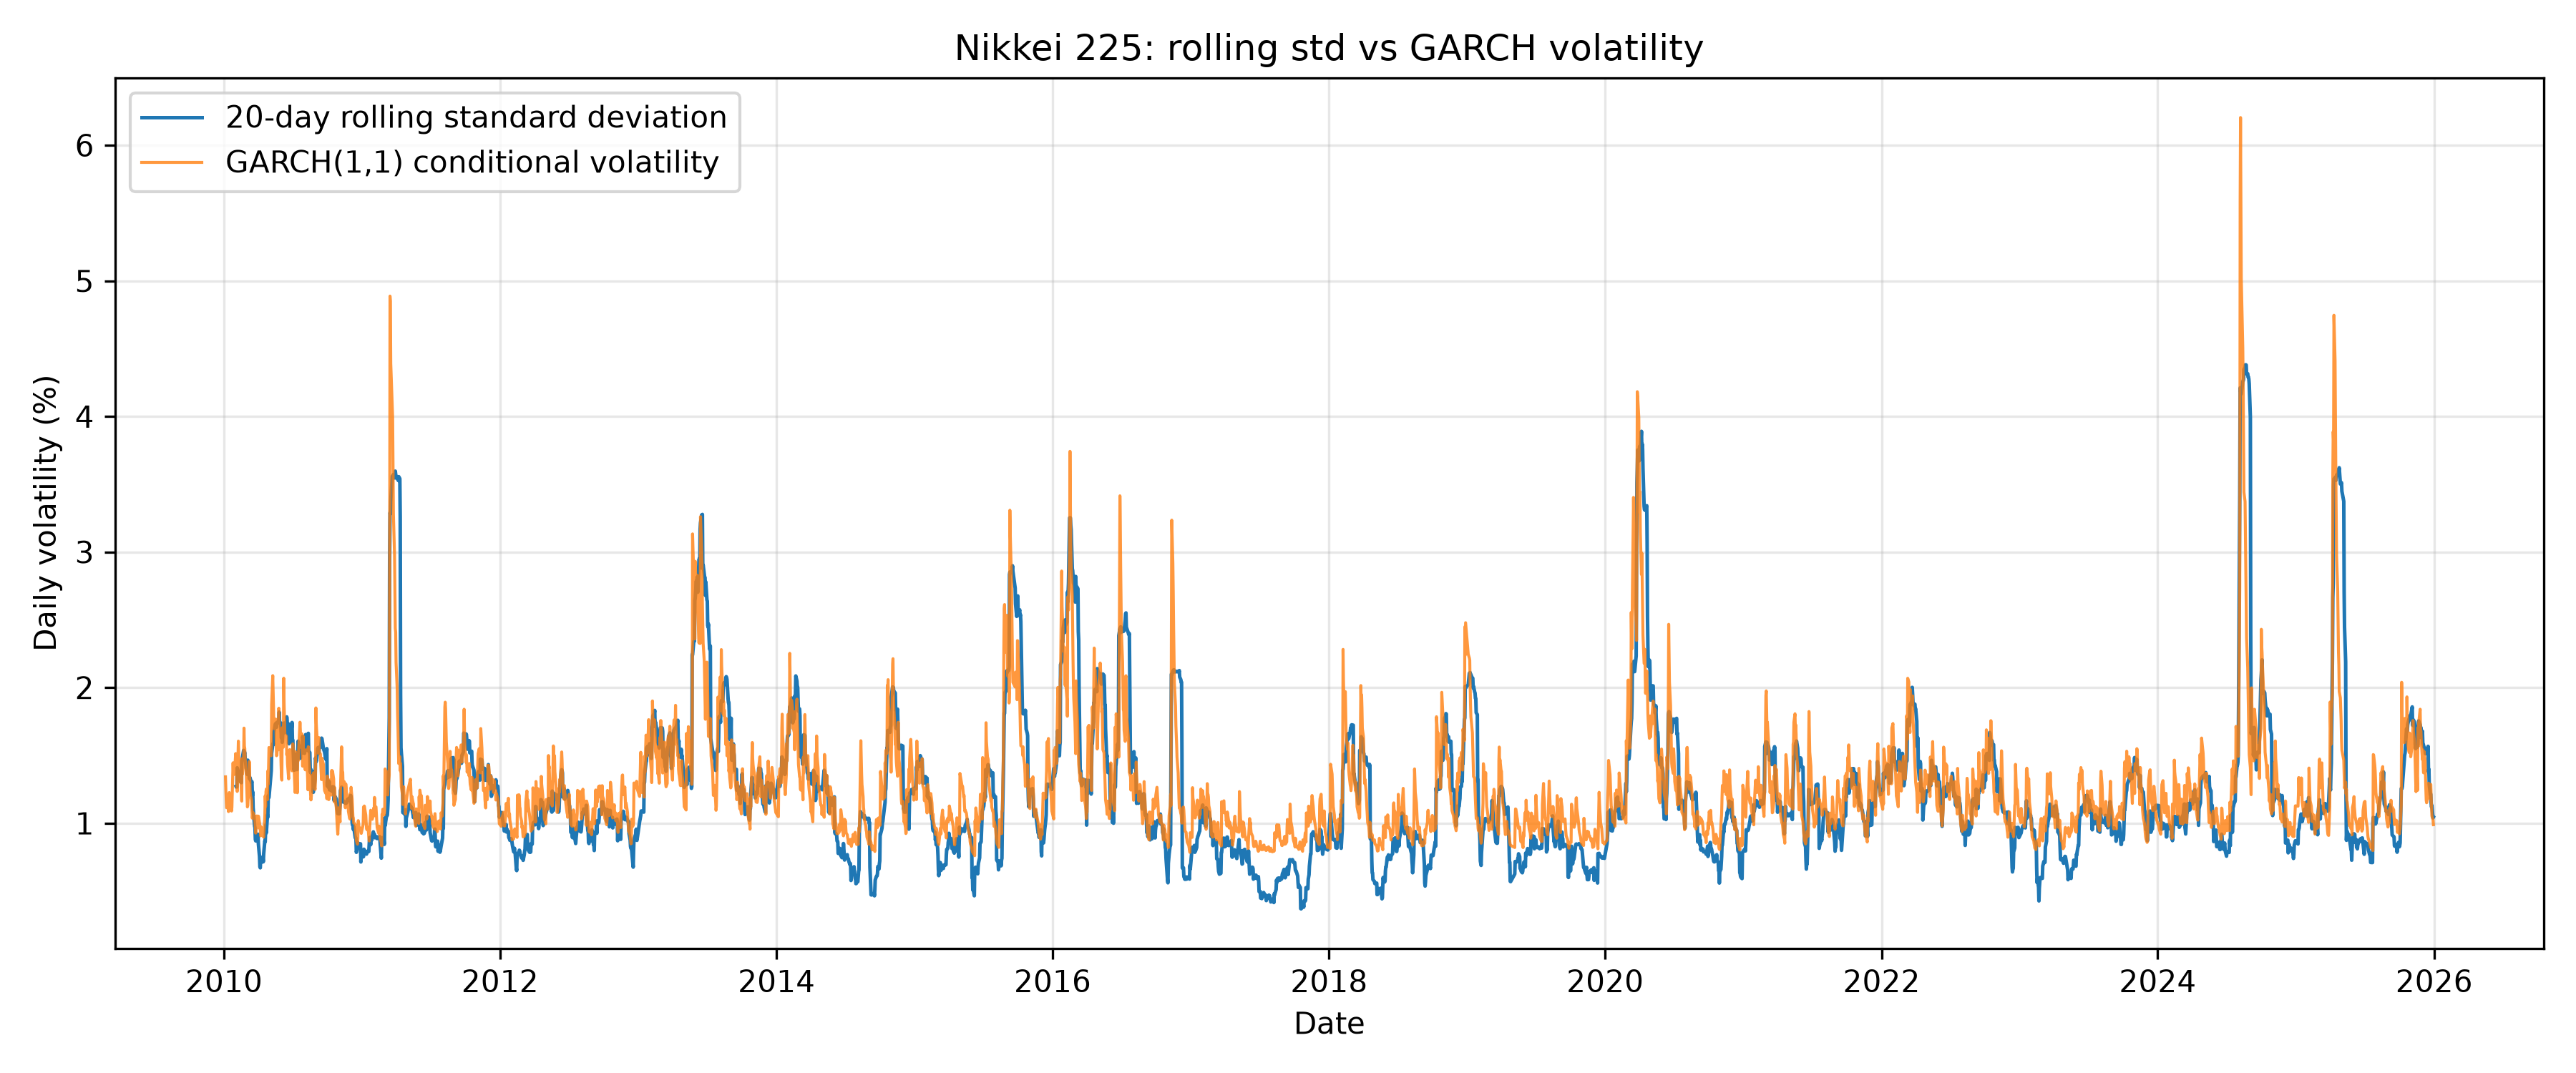 Nikkei 225: rolling std vs GARCH volatility
20-day rolling standard deviation
GARCH(1,1) conditional volatility
Daily volatility (%)
6
5
4
3
2
1
2010 2012 2014 2016 2018 2020 2022 2024 2026
Date